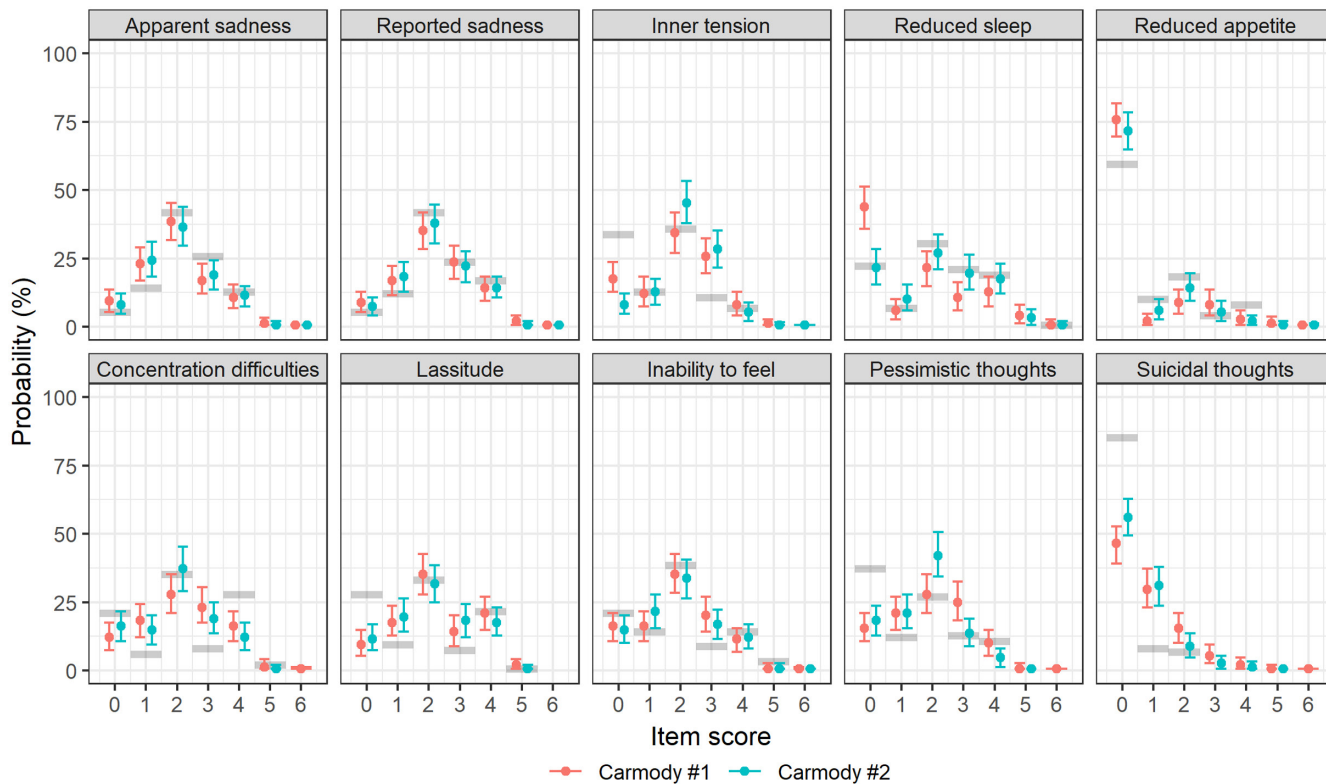 Apparent sadness Reported sadness Inner tension Reduced sleep Reduced appetite
100
75
50
25
0
Concentration difficulties Lassitude Inability to feel Pessimistic thoughts Suicidal thoughts
100
75
50
25
0
Probability (%)
0 1 2 3 4 5 6 0 1 2 3 4 5 6 0 1 2 3 4 5 6 0 1 2 3 4 5 6 0 1 2 3 4 5 6
Item score
Carmody #1 Carmody #2